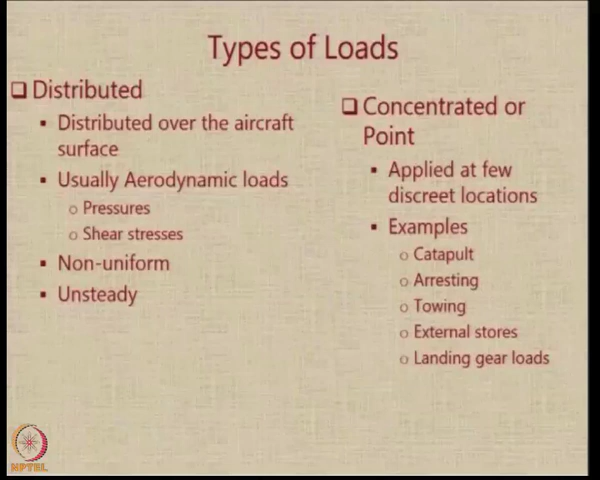 Types of Loads
Distributed
Distributed over the aircraft
surface
Usually Aerodynamic loads
Pressures
Shear stresses
Non-uniform
Unsteady
Concentrated or
Point
Applied at few
discreet locations
Examples
Catapult
Arresting
Towing
External stores
Landing gear loads
NPTEL